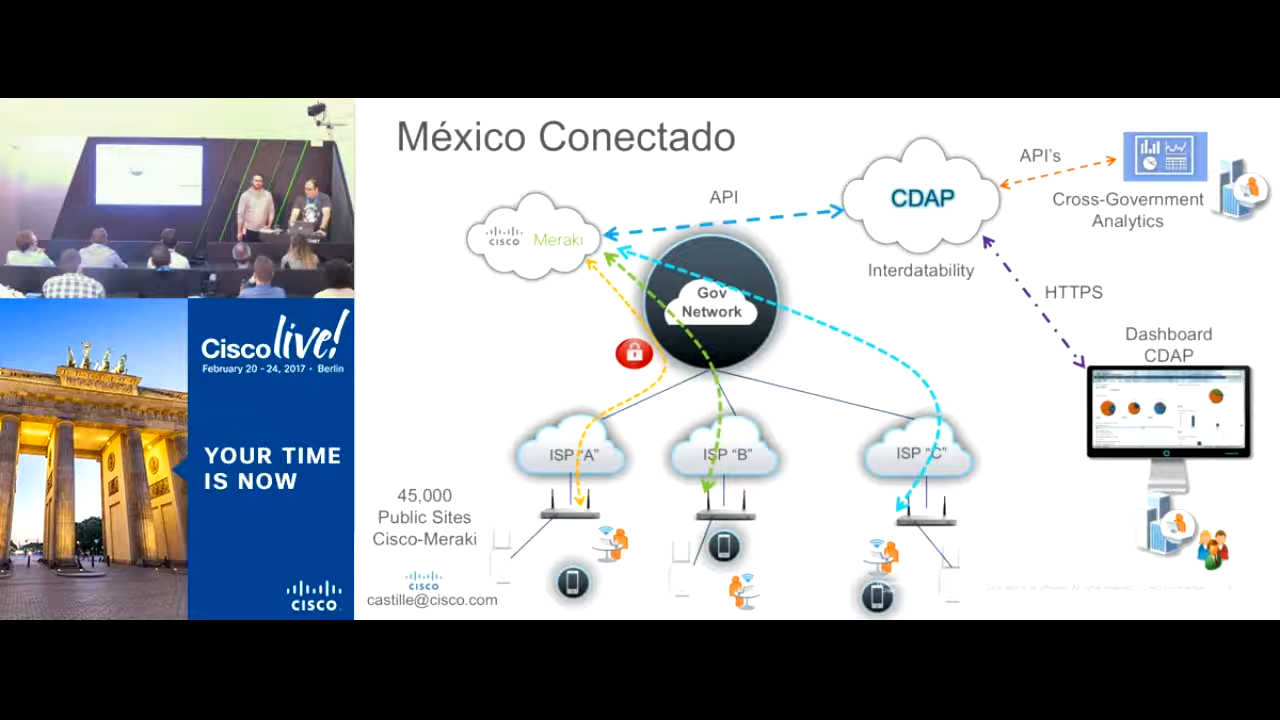 México Conectado
API
CDAP
API's
Cross-Government
Analytics
CISCO
Meraki
Gov
Network
Interdatability
HTTPS
Dashboard
CDAP
ISP "A"
ISP "B"
ISP "C"
45,000
Public Sites
Cisco-Meraki
CISCO
castille@cisco.com
Cisco live!
February 20 - 24, 2017 • Berlin
YOUR TIME
IS NOW
CISCO